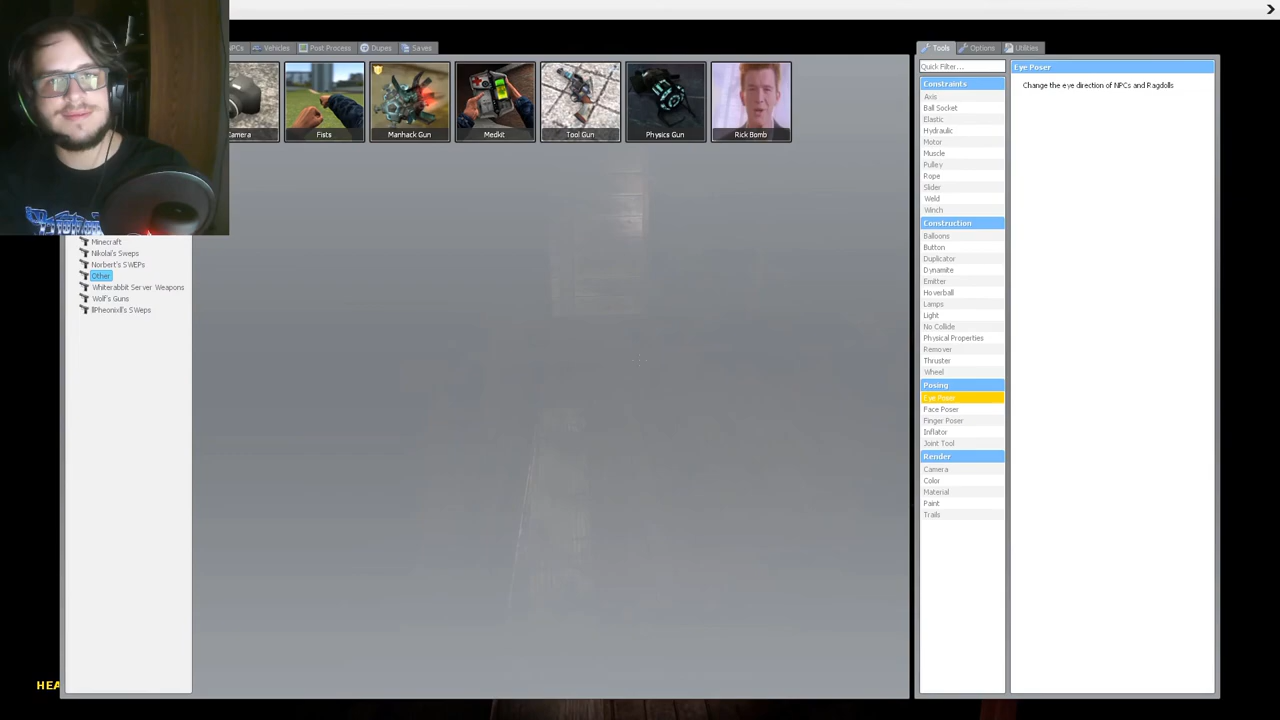 NPCs
Vehicles
Post Process
Dupes
Saves
Camera
Fists
Manhack Gun
Medkit
Tool Gun
Physics Gun
Rick Bomb
Minecraft
Nikolai's Sweps
Norbert's SWEPs
Other
Whiterabbit Server Weapons
Wolf's Guns
Tools
Options
Utilities
Quick Filter...
Constraints
Axis
Ball Socket
Elastic
Hydraulic
Motor
Muscle
Pulley
Rope
Slider
Weld
Winch
Construction
Balloons
Button
Duplicator
Dynamite
Emitter
Hoverball
Lamps
Light
No Collide
Physical Properties
Remover
Thruster
Wheel
Posing
Eye Poser
Face Poser
Finger Poser
Inflator
Joint Tool
Render
Camera
Color
Material
Paint
Trails
Eye Poser
Change the eye direction of NPCs and Ragdolls
HEA